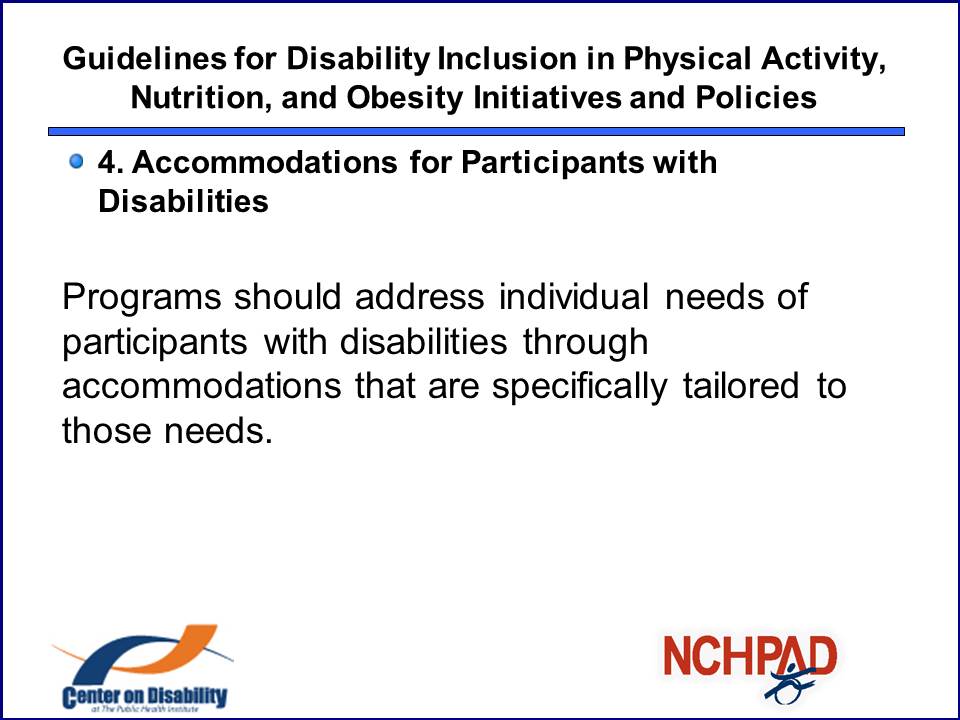 Guidelines for Disability Inclusion in Physical Activity,
Nutrition, and Obesity Initiatives and Policies
4. Accommodations for Participants with
Disabilities
Programs should address individual needs of
participants with disabilities through
accommodations that are specifically tailored to
those needs.
Center on Disability
at The Public Health Institute
NCHPAD